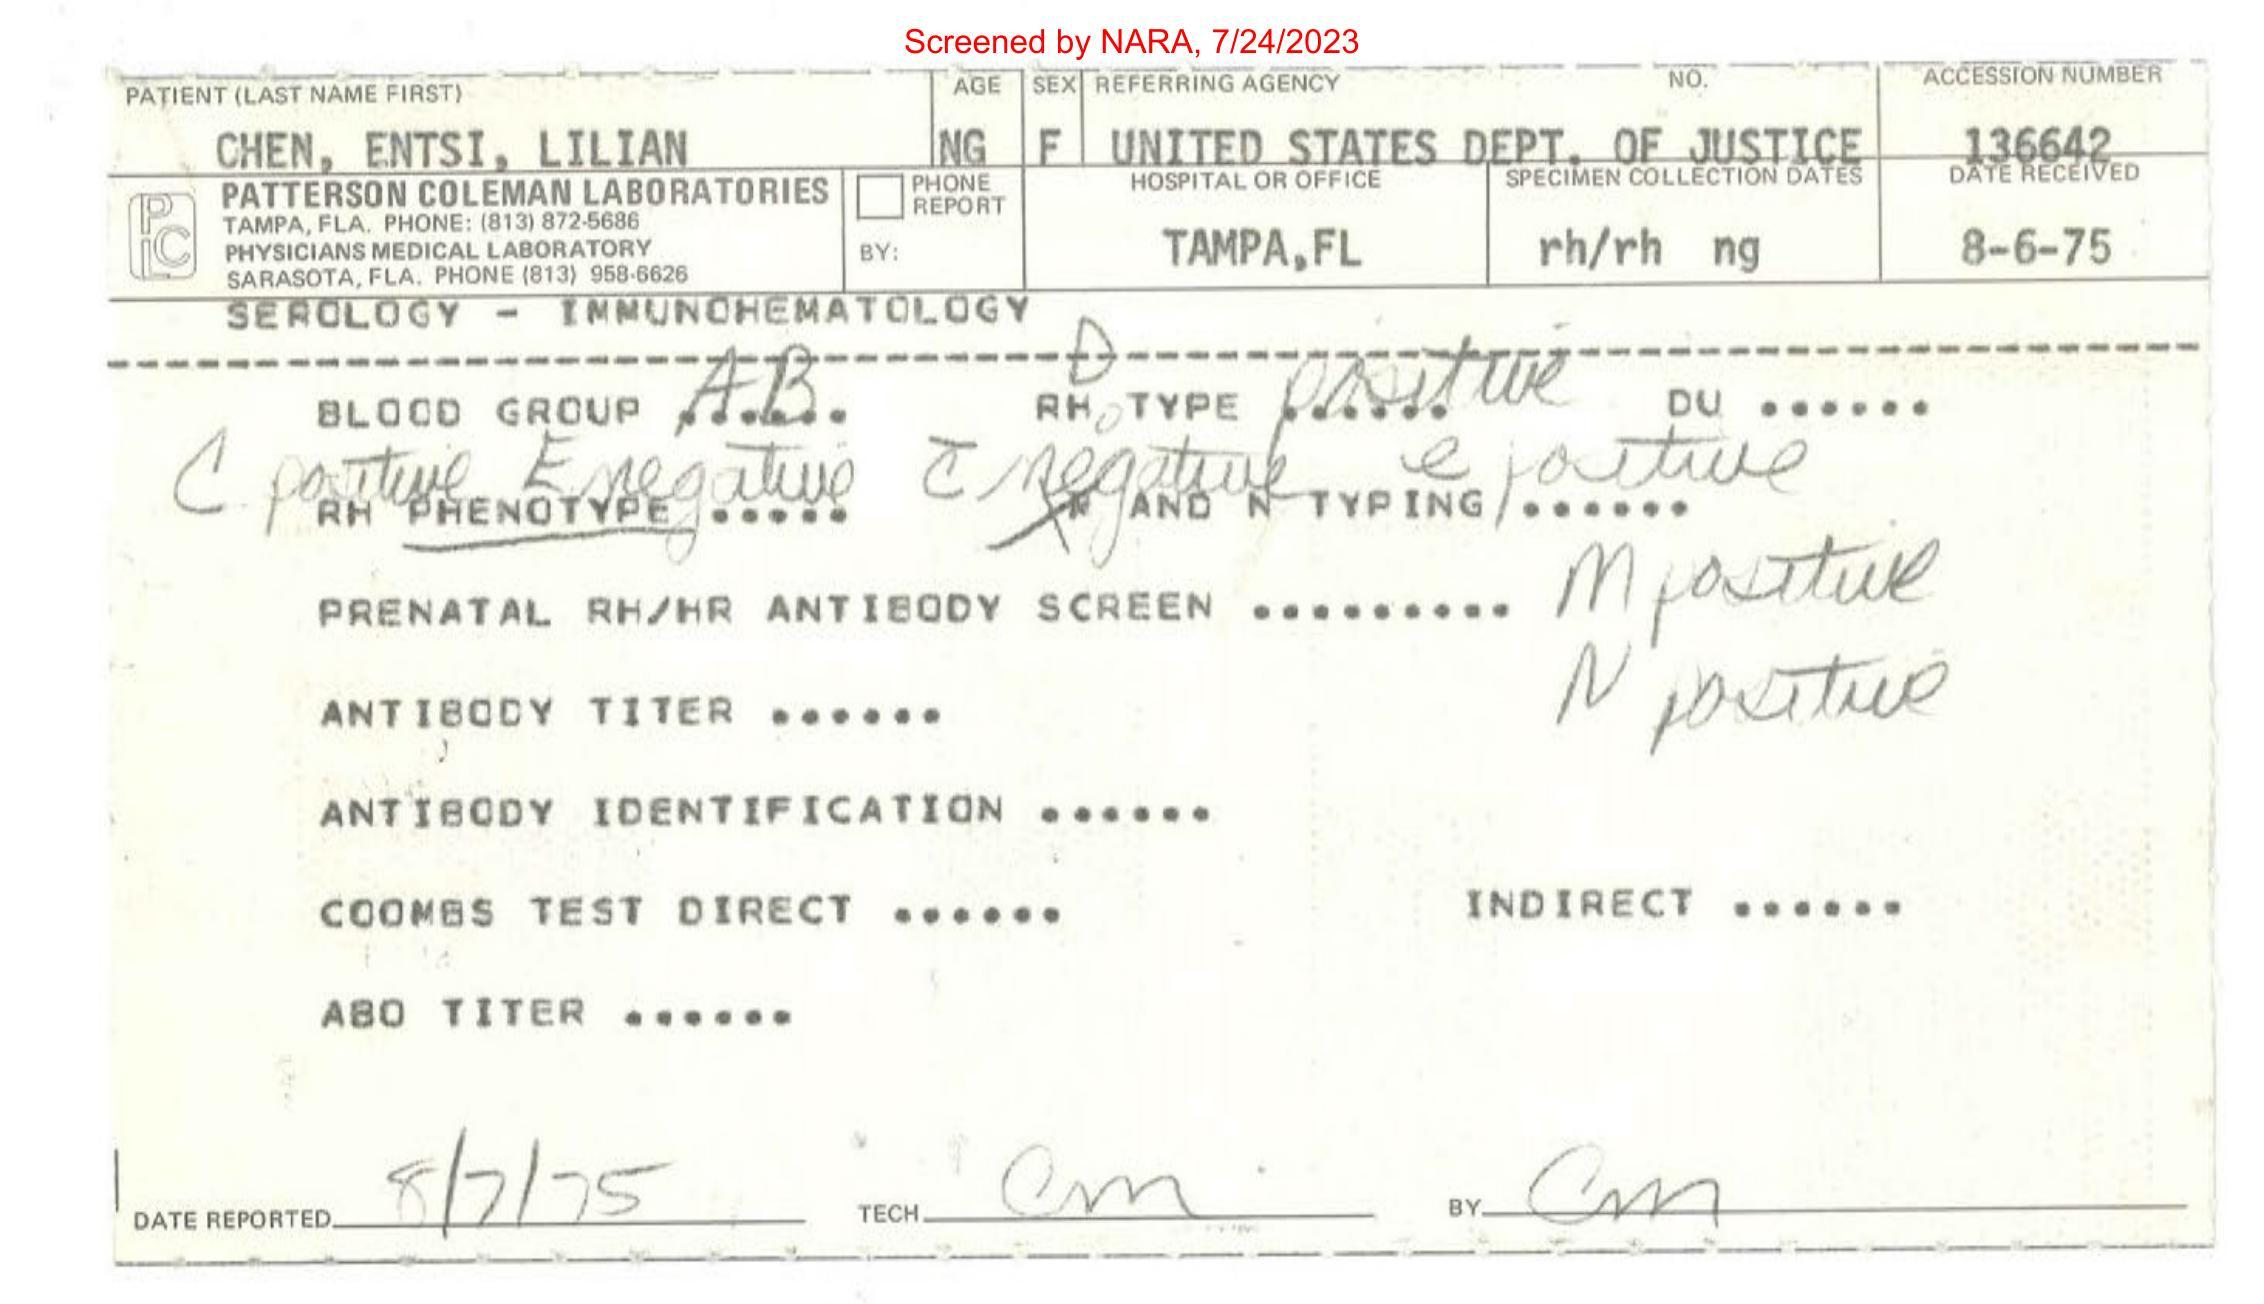 Screened by NARA, 7/24/2023
PATIENT (LAST NAME FIRST) AGE SEX REFERRING AGENCY NO. ACCESSION NUMBER
CHEN, ENTSI, LILIAN NG F UNITED STATES DEPT. OF JUSTICE 136642
PATTERSON COLEMAN LABORATORIES PHONE REPORT HOSPITAL OR OFFICE SPECIMEN COLLECTION DATES DATE RECEIVED
TAMPA, FLA. PHONE: (813) 872-5686
PHYSICIANS MEDICAL LABORATORY BY: TAMPA,FL rh/rh ng 8-6-75
SARASOTA, FLA. PHONE (813) 958-6626
PLC
SEROLOGY - IMMUNOHEMATOLOGY
D
BLOOD GROUP ...... AB. RHo TYPE ...... positive DU ......
C positive E negative c negative e positive
RH PHENOTYPE ..... M AND N TYPING ......
PRENATAL RH/HR ANTIBODY SCREEN ......... M positive
N positive
ANTIBODY TITER ......
ANTIBODY IDENTIFICATION ......
COOMBS TEST DIRECT ...... INDIRECT ......
ABO TITER ......
DATE REPORTED 8/7/75 TECH Cm BY Cm